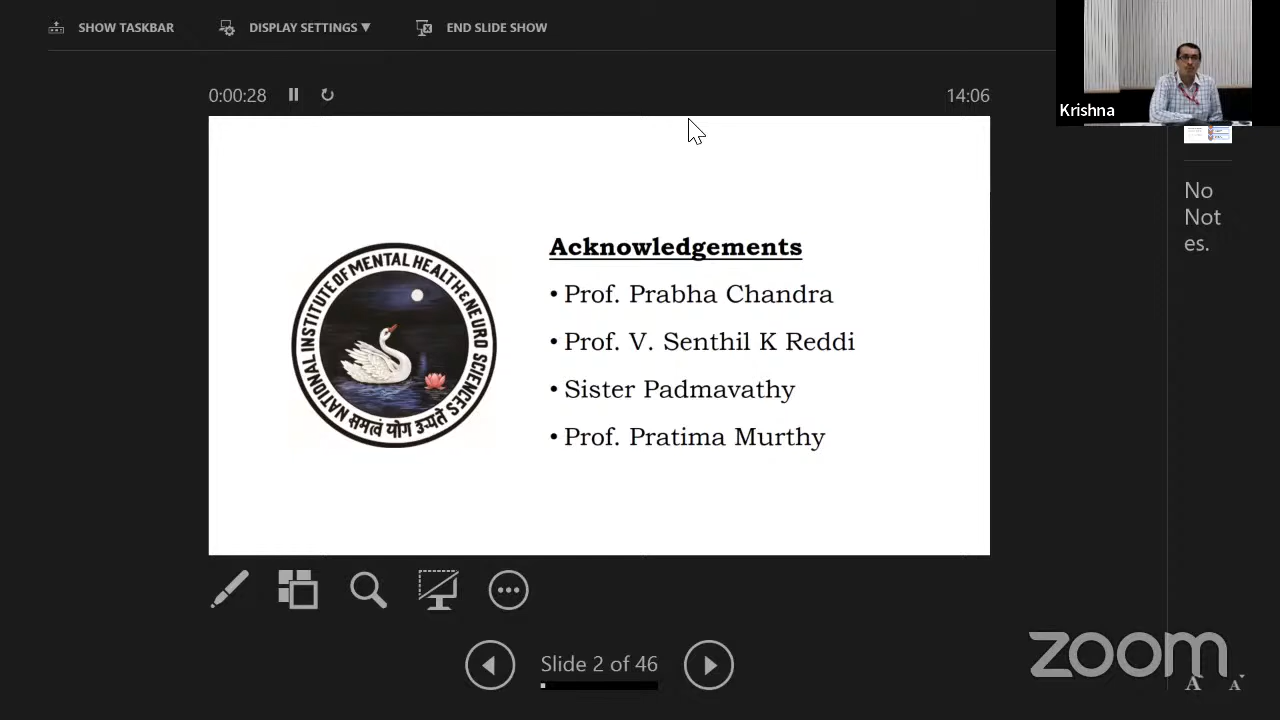 SHOW TASKBAR
DISPLAY SETTINGS ▼
END SLIDE SHOW
0:00:28
14:06
Krishna
No
Not
es.
NATIONAL INSTITUTE OF MENTAL HEALTH & NEURO SCIENCES
समत्वं योग उच्यते
Acknowledgements
• Prof. Prabha Chandra
• Prof. V. Senthil K Reddi
• Sister Padmavathy
• Prof. Pratima Murthy
Slide 2 of 46
zoom
A A